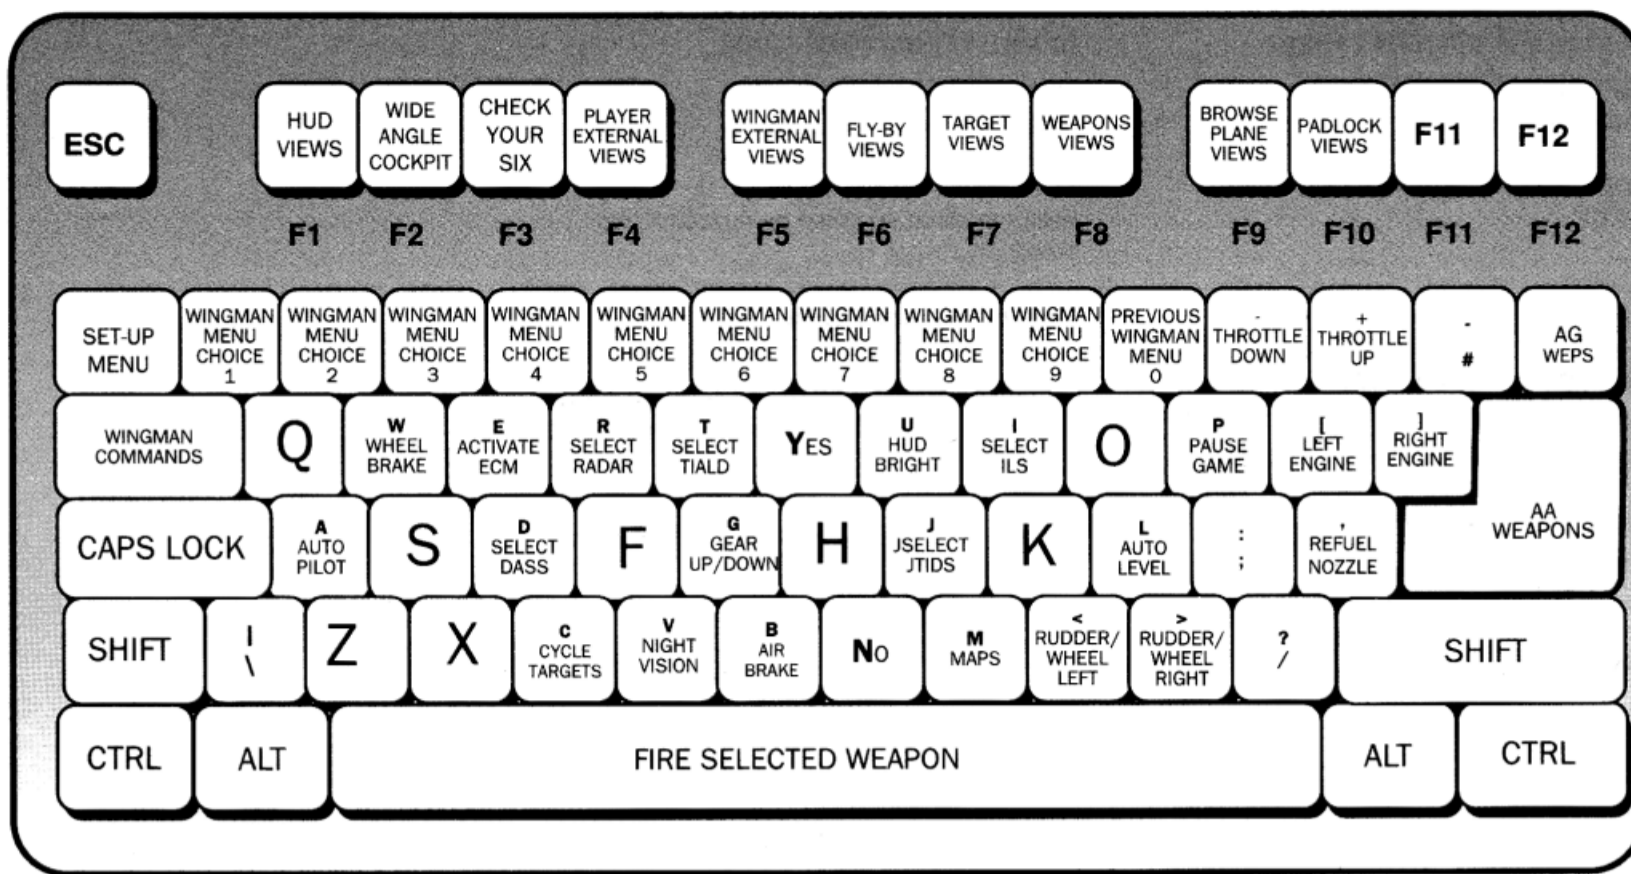 ESC
HUD
VIEWS
WIDE
ANGLE
COCKPIT
CHECK
YOUR
SIX
PLAYER
EXTERNAL
VIEWS
WINGMAN
EXTERNAL
VIEWS
FLY-BY
VIEWS
TARGET
VIEWS
WEAPONS
VIEWS
BROWSE
PLANE
VIEWS
PADLOCK
VIEWS
F11
F12
F1 F2 F3 F4 F5 F6 F7 F8 F9 F10 F11 F12
SET-UP
MENU
WINGMAN
MENU
CHOICE
1
WINGMAN
MENU
CHOICE
2
WINGMAN
MENU
CHOICE
3
WINGMAN
MENU
CHOICE
4
WINGMAN
MENU
CHOICE
5
WINGMAN
MENU
CHOICE
6
WINGMAN
MENU
CHOICE
7
WINGMAN
MENU
CHOICE
8
WINGMAN
MENU
CHOICE
9
PREVIOUS
WINGMAN
MENU
0
-
THROTTLE
DOWN
+
THROTTLE
UP
-
#
AG
WEPS
WINGMAN
COMMANDS
Q
W
WHEEL
BRAKE
E
ACTIVATE
ECM
R
SELECT
RADAR
T
SELECT
TIALD
YES
U
HUD
BRIGHT
I
SELECT
ILS
O
P
PAUSE
GAME
[
LEFT
ENGINE
]
RIGHT
ENGINE
AA
WEAPONS
CAPS LOCK
A
AUTO
PILOT
S
D
SELECT
DASS
F
G
GEAR
UP/DOWN
H
J
JSELECT
JTIDS
K
L
AUTO
LEVEL
:
;
'
REFUEL
NOZZLE
SHIFT
|
\
Z
X
C
CYCLE
TARGETS
V
NIGHT
VISION
B
AIR
BRAKE
NO
M
MAPS
<
RUDDER/
WHEEL
LEFT
>
RUDDER/
WHEEL
RIGHT
?
/
SHIFT
CTRL
ALT
FIRE SELECTED WEAPON
ALT
CTRL